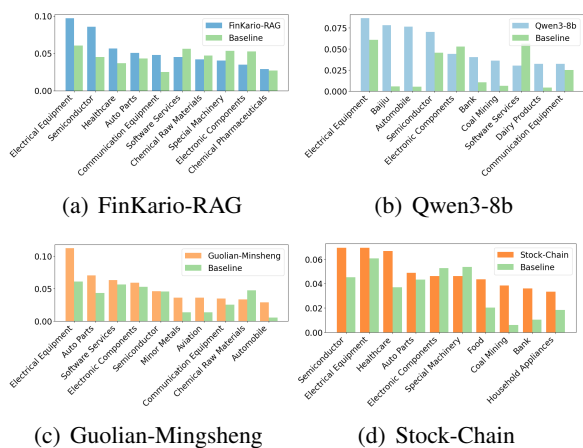 0.10
0.05
0.00
FinKario-RAG
Baseline
Electrical Equipment
Semiconductor
Healthcare
Auto Parts
Communication Equipment
Software Services
Chemical Raw Materials
Special Machinery
Electronic Components
Chemical Pharmaceuticals
(a) FinKario-RAG
0.075
0.050
0.025
0.000
Qwen3-8b
Baseline
Electrical Equipment
Baijiu
Automobile
Semiconductor
Electronic Components
Bank
Coal Mining
Software Services
Dairy Products
Communication Equipment
(b) Qwen3-8b
0.10
0.05
0.00
Guolian-Minsheng
Baseline
Electrical Equipment
Auto Parts
Software Services
Electronic Components
Semiconductor
Minor Metals
Aviation
Communication Equipment
Chemical Raw Materials
Automobile
(c) Guolian-Mingsheng
0.06
0.04
0.02
0.00
Stock-Chain
Baseline
Semiconductor
Electrical Equipment
Healthcare
Auto Parts
Electronic Components
Special Machinery
Food
Coal Mining
Bank
Household Appliances
(d) Stock-Chain